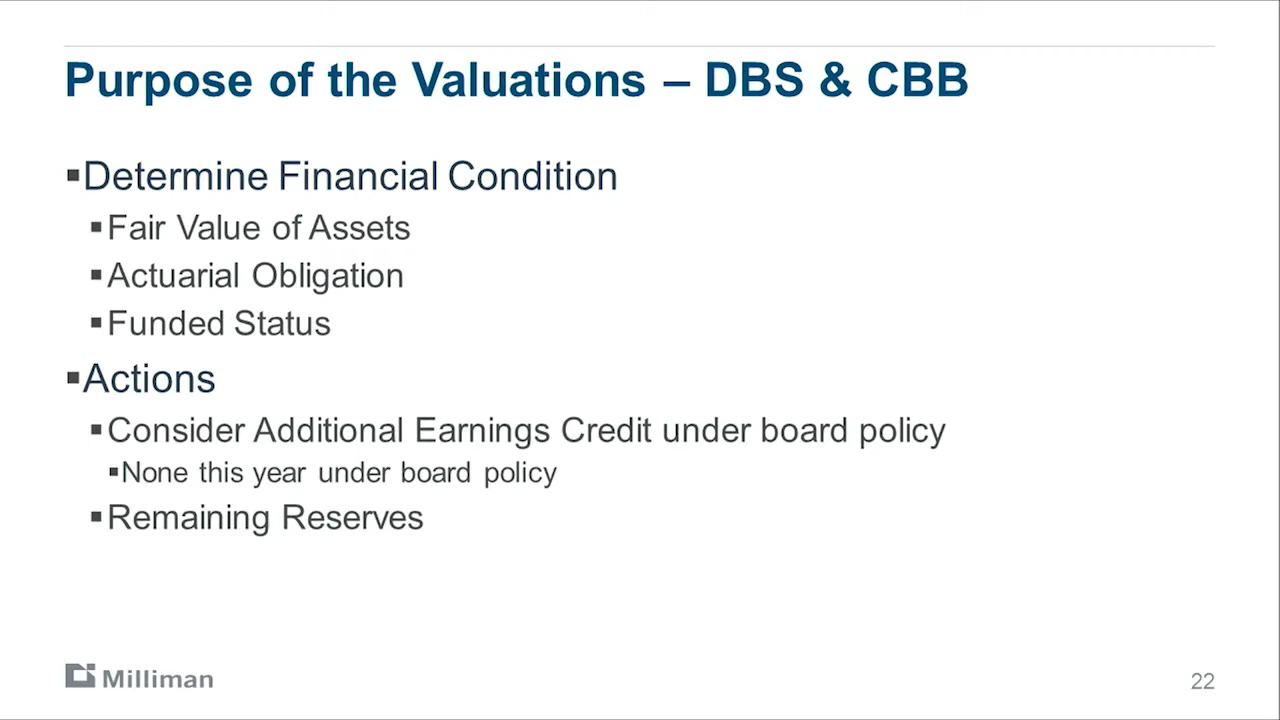 Purpose of the Valuations – DBS & CBB
▪Determine Financial Condition
▪Fair Value of Assets
▪Actuarial Obligation
▪Funded Status
▪Actions
▪Consider Additional Earnings Credit under board policy
▪None this year under board policy
▪Remaining Reserves
Milliman
22